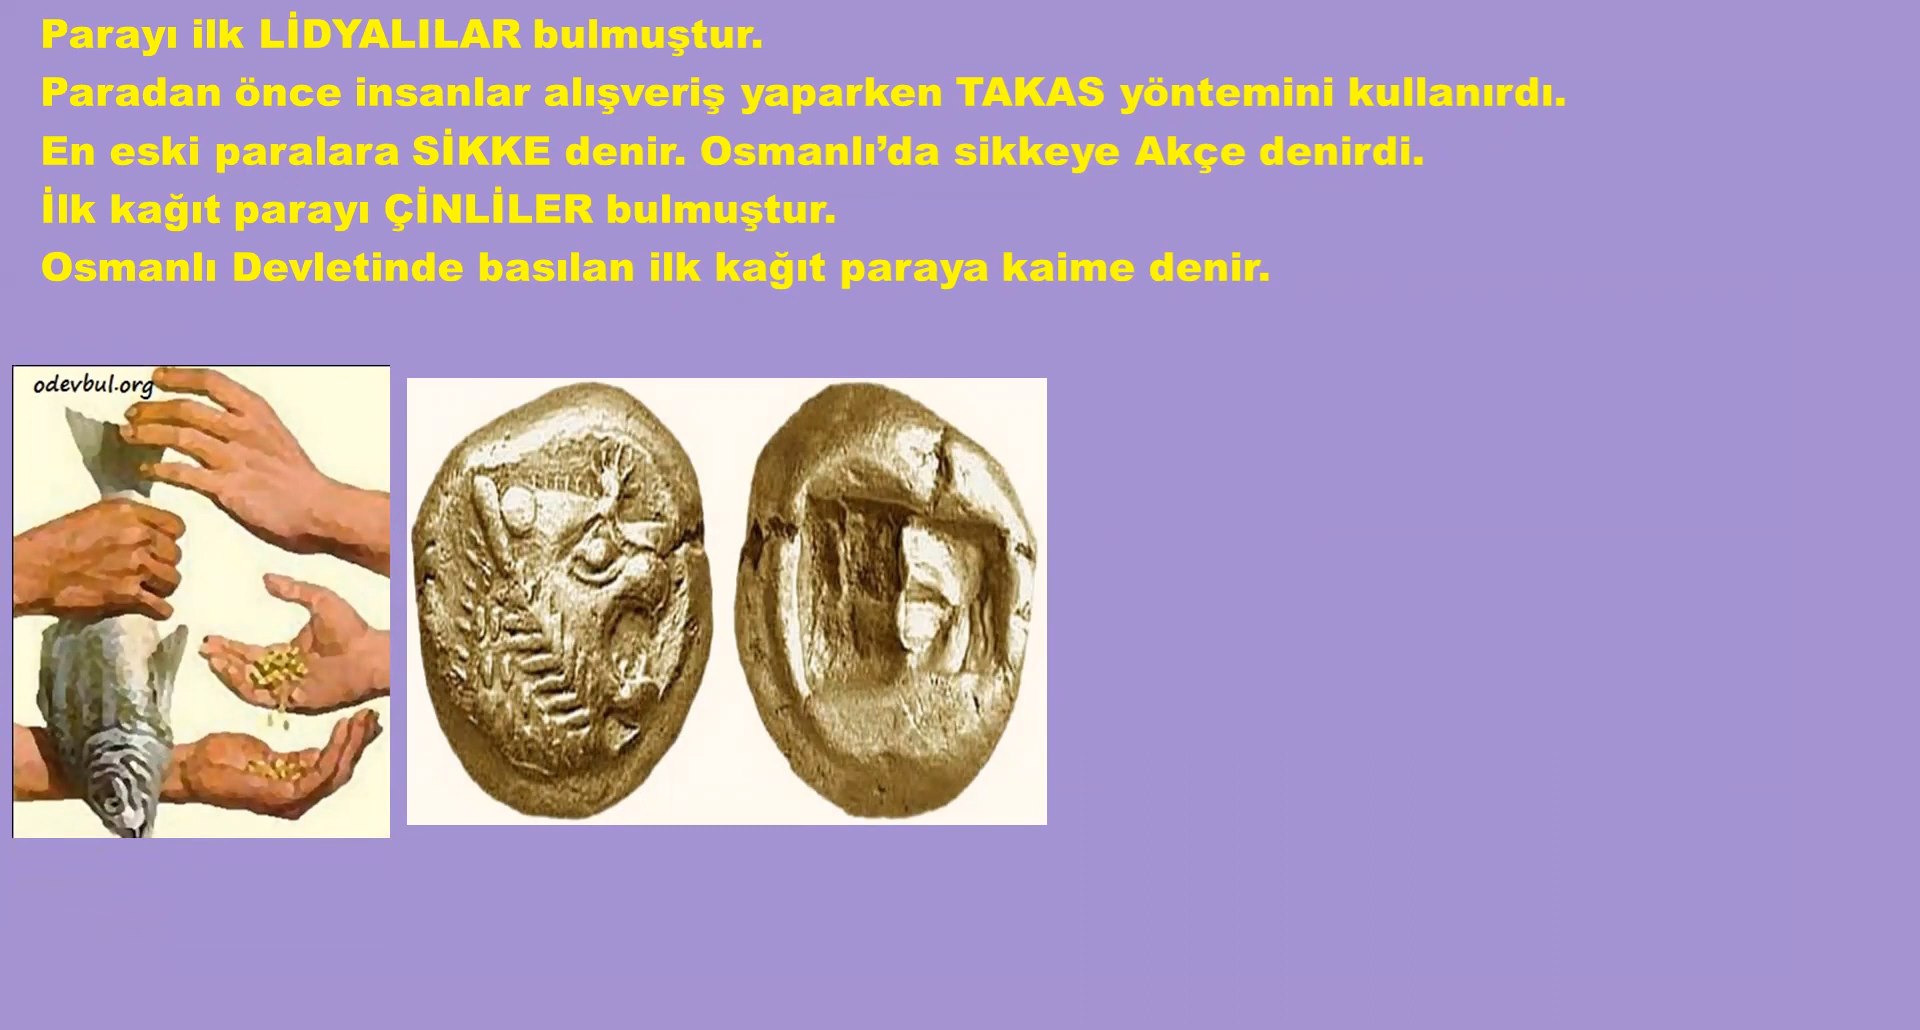 Parayı ilk LİDYALILAR bulmuştur.
Paradan önce insanlar alışveriş yaparken TAKAS yöntemini kullanırdı.
En eski paralara SİKKE denir. Osmanlı’da sikkeye Akçe denirdi.
İlk kağıt parayı ÇİNLİLER bulmuştur.
Osmanlı Devletinde basılan ilk kağıt paraya kaime denir.
odevbul.org